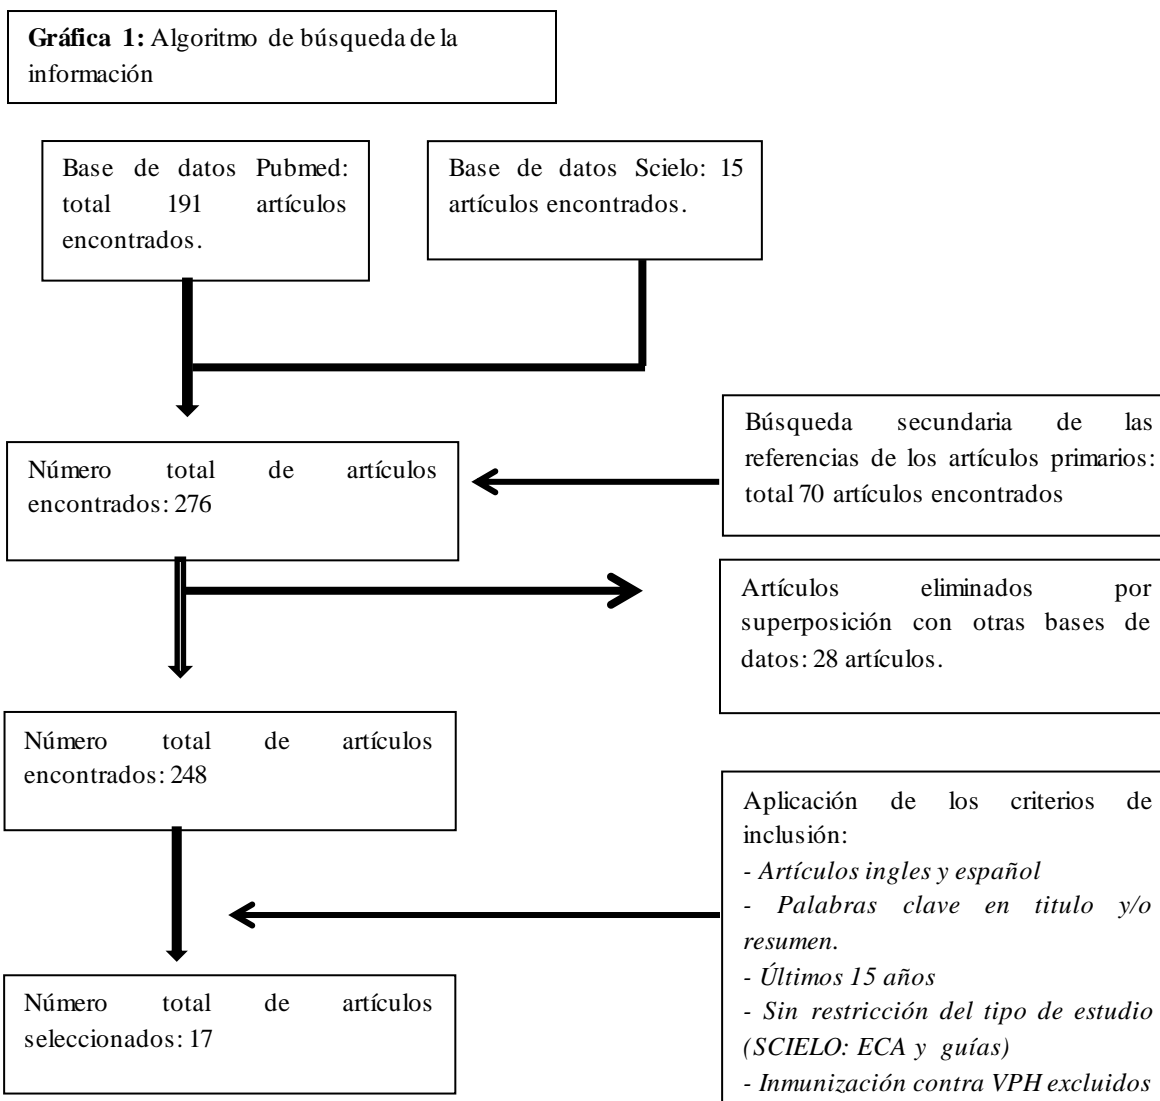 Gráfica 1: Algoritmo de búsqueda de la
información
Base de datos Pubmed:
total 191 artículos
encontrados.
Base de datos Scielo: 15
artículos encontrados.
Búsqueda secundaria de las
referencias de los artículos primarios:
total 70 artículos encontrados
Número total de artículos
encontrados: 276
Artículos eliminados por
superposición con otras bases de
datos: 28 artículos.
Número total de artículos
encontrados: 248
Aplicación de los criterios de
inclusión:
- Artículos ingles y español
- Palabras clave en titulo y/o
resumen.
- Últimos 15 años
- Sin restricción del tipo de estudio
(SCIELO: ECA y guías)
- Inmunización contra VPH excluidos
Número total de artículos
seleccionados: 17